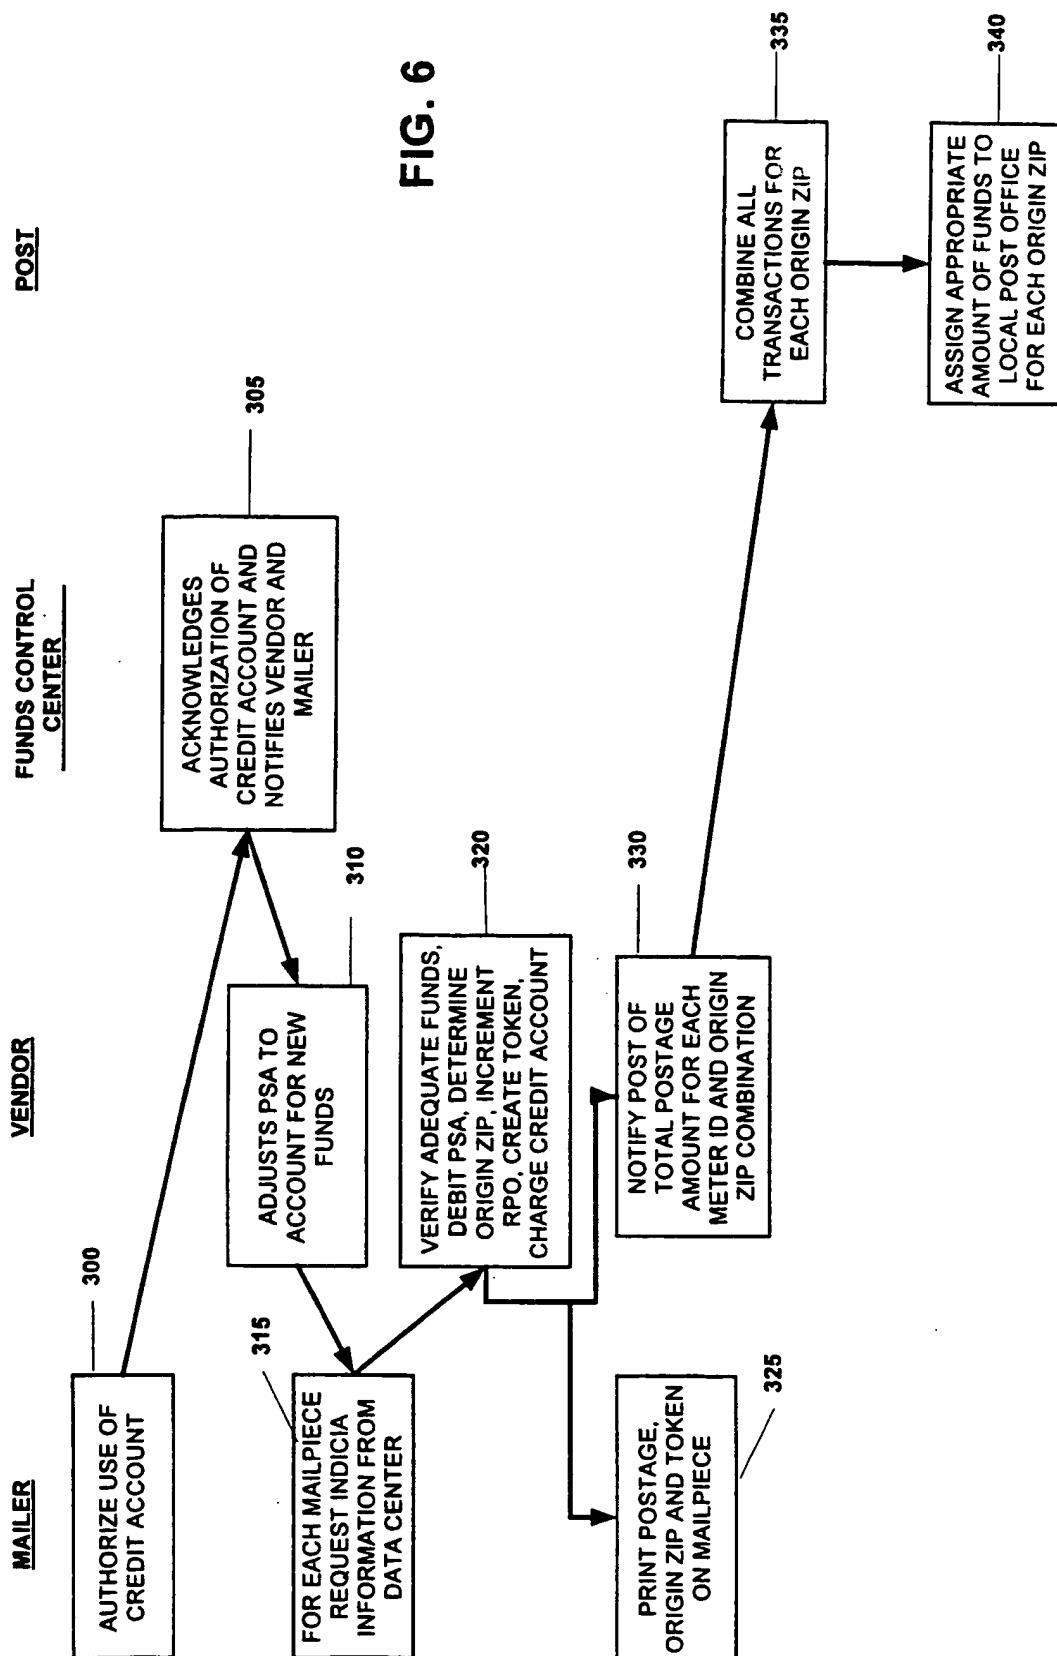 MAILER
VENDOR
FUNDS CONTROL
CENTER
POST
300
AUTHORIZE USE OF
CREDIT ACCOUNT
305
ACKNOWLEDGES
AUTHORIZATION OF
CREDIT ACCOUNT AND
NOTIFIES VENDOR AND
MAILER
310
ADJUSTS PSA TO
ACCOUNT FOR NEW
FUNDS
315
FOR EACH MAILPIECE
REQUEST INDICIA
INFORMATION FROM
DATA CENTER
320
VERIFY ADEQUATE FUNDS,
DEBIT PSA, DETERMINE
ORIGIN ZIP, INCREMENT
RPO, CREATE TOKEN,
CHARGE CREDIT ACCOUNT
325
PRINT POSTAGE,
ORIGIN ZIP AND TOKEN
ON MAILPIECE
330
NOTIFY POST OF
TOTAL POSTAGE
AMOUNT FOR EACH
METER ID AND ORIGIN
ZIP COMBINATION
335
COMBINE ALL
TRANSACTIONS FOR
EACH ORIGIN ZIP
340
ASSIGN APPROPRIATE
AMOUNT OF FUNDS TO
LOCAL POST OFFICE
FOR EACH ORIGIN ZIP
FIG. 6